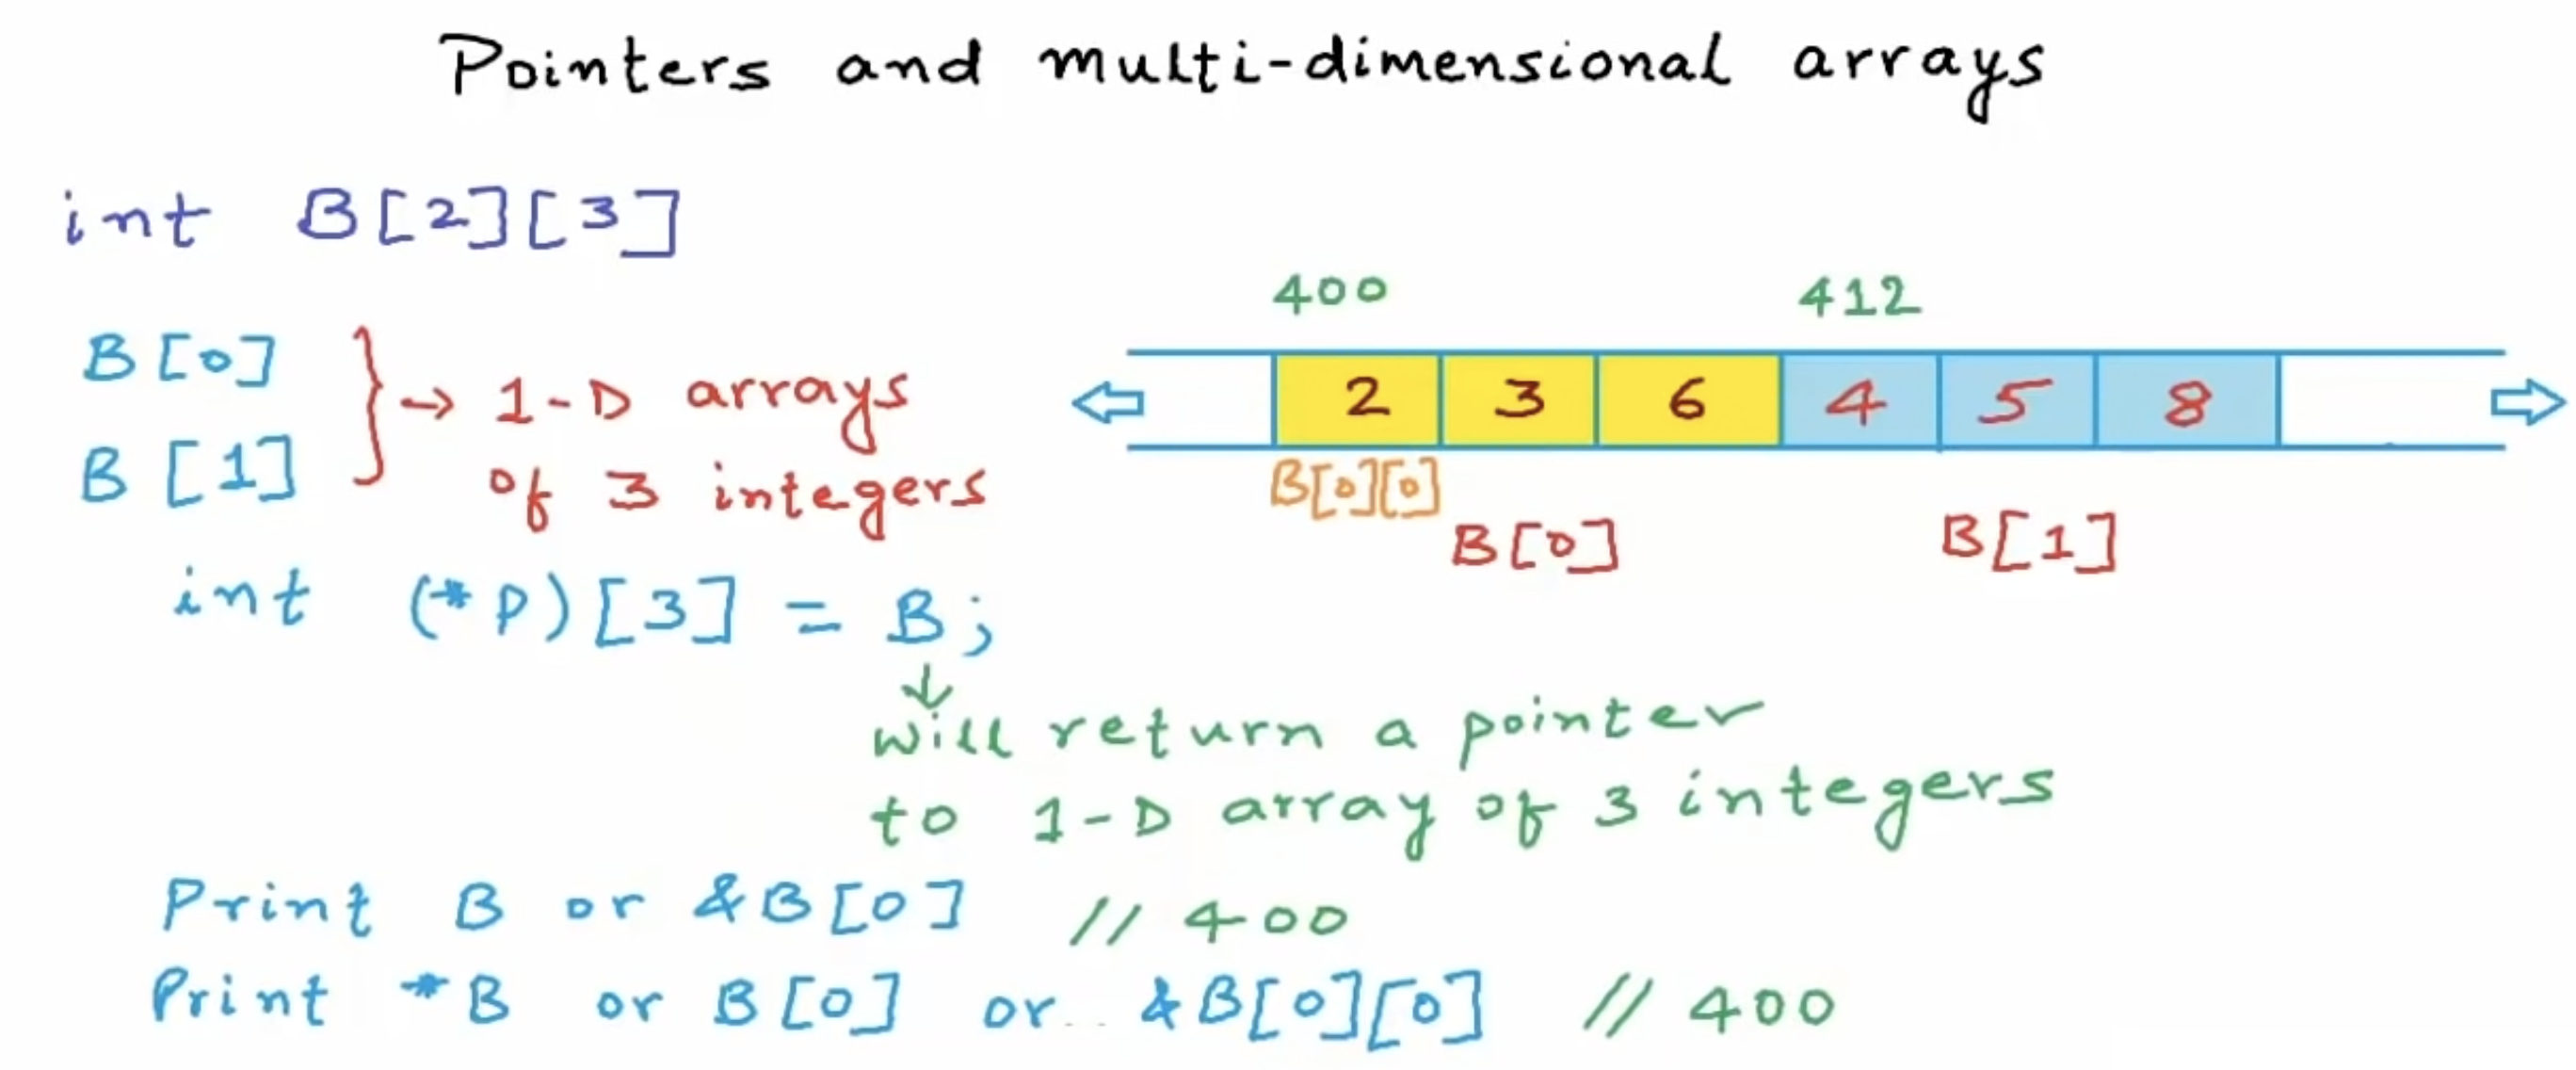 Pointers and multi-dimensional arrays
int B[2][3]
400 412
B[0]
B[1]
} → 1-D arrays
of 3 integers
2 3 6 4 5 8
B[0][0]
B[0] B[1]
int (*P)[3] = B;
↓
will return a pointer
to 1-D array of 3 integers
Print B or &B[0] // 400
Print *B or B[0] or &B[0][0] // 400